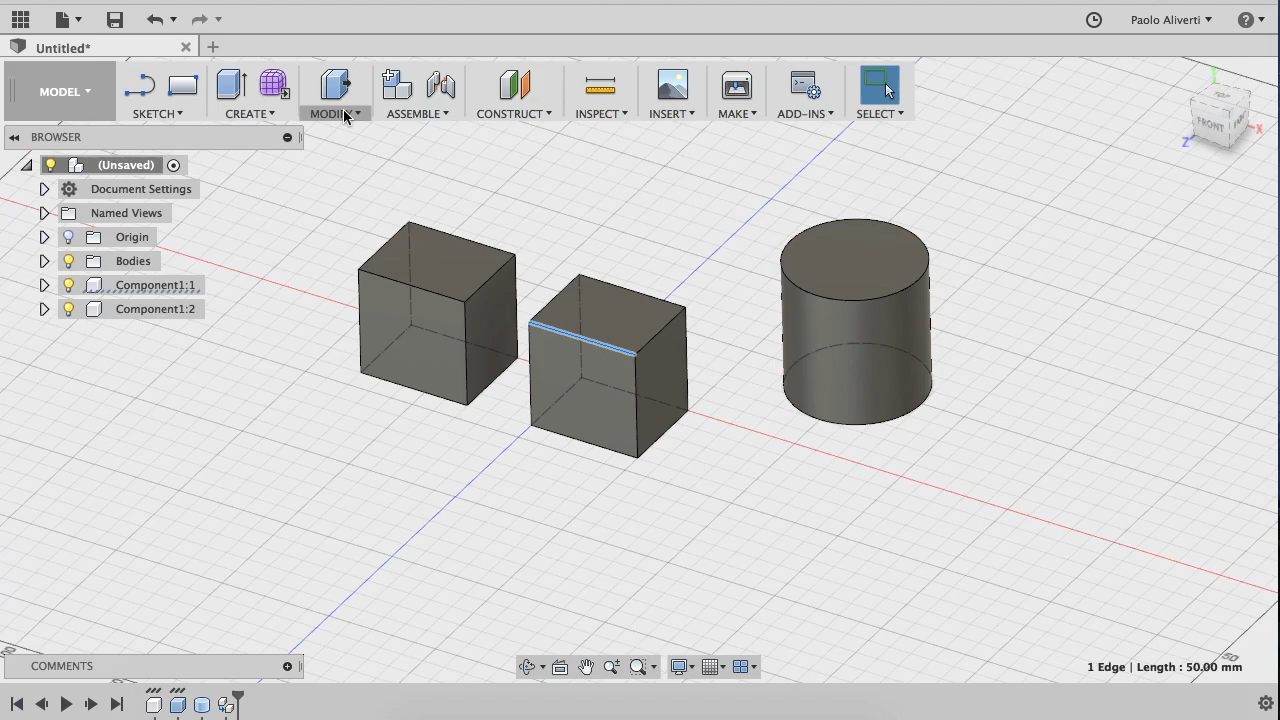 Paolo Aliverti
?
Untitled*
MODEL
SKETCH
CREATE
ASSEMBLE
CONSTRUCT
INSPECT
INSERT
MAKE
ADD-INS
SELECT
FRONT
X
Z
BROWSER
(Unsaved)
Document Settings
Named Views
Origin
Bodies
Component1:1
Component1:2
COMMENTS
1 Edge | Length : 50.00 mm
50